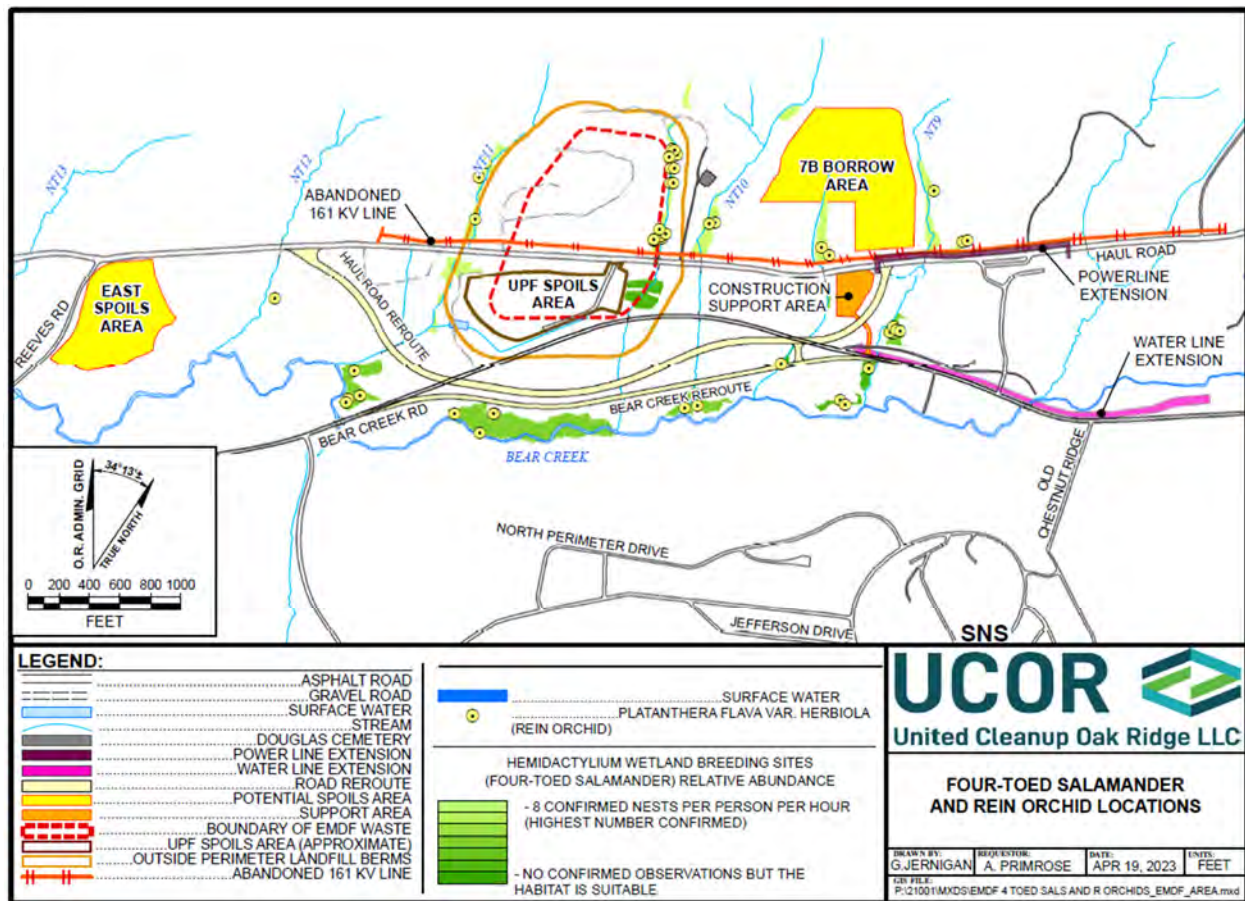 NT13
NT12
NT11
NT10
NT9
ABANDONED
161 KV LINE
7B BORROW
AREA
HAUL ROAD
POWERLINE
EXTENSION
EAST
SPOILS
AREA
REEVES RD
HAUL ROAD REROUTE
UPF SPOILS
AREA
CONSTRUCTION
SUPPORT AREA
WATER LINE
EXTENSION
BEAR CREEK REROUTE
BEAR CREEK RD
BEAR CREEK
OLD
CHESTNUT RIDGE
NORTH PERIMETER DRIVE
JEFFERSON DRIVE
SNS
34°13'±
O.R. ADMIN. GRID
TRUE NORTH
0 200 400 600 800 1000
FEET
LEGEND:
ASPHALT ROAD
GRAVEL ROAD
SURFACE WATER
STREAM
DOUGLAS CEMETERY
POWER LINE EXTENSION
WATER LINE EXTENSION
ROAD REROUTE
POTENTIAL SPOILS AREA
SUPPORT AREA
BOUNDARY OF EMDF WASTE
UPF SPOILS AREA (APPROXIMATE)
OUTSIDE PERIMETER LANDFILL BERMS
ABANDONED 161 KV LINE
SURFACE WATER
PLATANTHERA FLAVA VAR. HERBIOLA
(REIN ORCHID)
HEMIDACTYLIUM WETLAND BREEDING SITES
(FOUR-TOED SALAMANDER) RELATIVE ABUNDANCE
- 8 CONFIRMED NESTS PER PERSON PER HOUR
(HIGHEST NUMBER CONFIRMED)
- NO CONFIRMED OBSERVATIONS BUT THE
HABITAT IS SUITABLE
UCOR
United Cleanup Oak Ridge LLC
FOUR-TOED SALAMANDER
AND REIN ORCHID LOCATIONS
DRAWN BY: REQUESTOR: DATE: UNITS:
G.JERNIGAN A. PRIMROSE APR 19, 2023 FEET
GIS FILE:
P:\21001\MXDS\EMDF 4 TOED SALS AND R ORCHIDS_EMDF_AREA.mxd